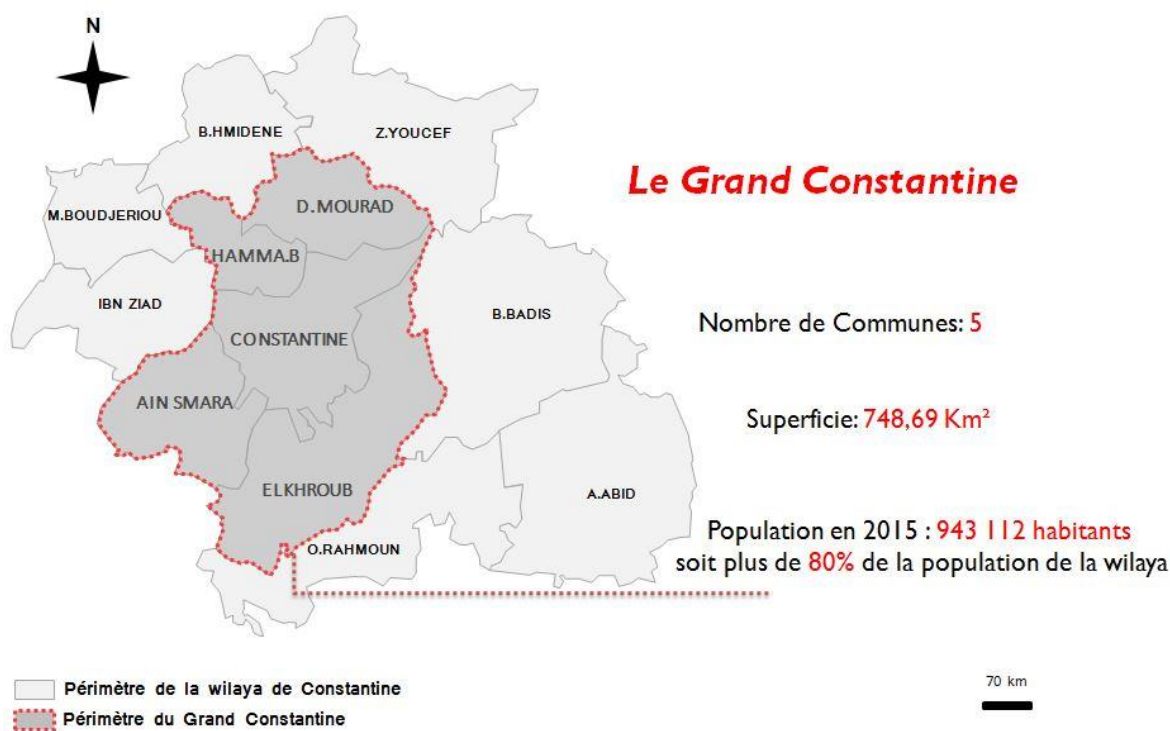 N
B.HMIDENE
Z.YOUCEF
Le Grand Constantine
M.BOUDJERIOU
D.MOURAD
HAMMA.B
IBN ZIAD
B.BADIS
Nombre de Communes: 5
CONSTANTINE
AIN SMARA
Superficie: 748,69 Km²
ELKHROUB
A.ABID
Population en 2015 : 943 112 habitants
O.RAHMOUN
soit plus de 80% de la population de la wilaya
Périmètre de la wilaya de Constantine
70 km
Périmètre du Grand Constantine